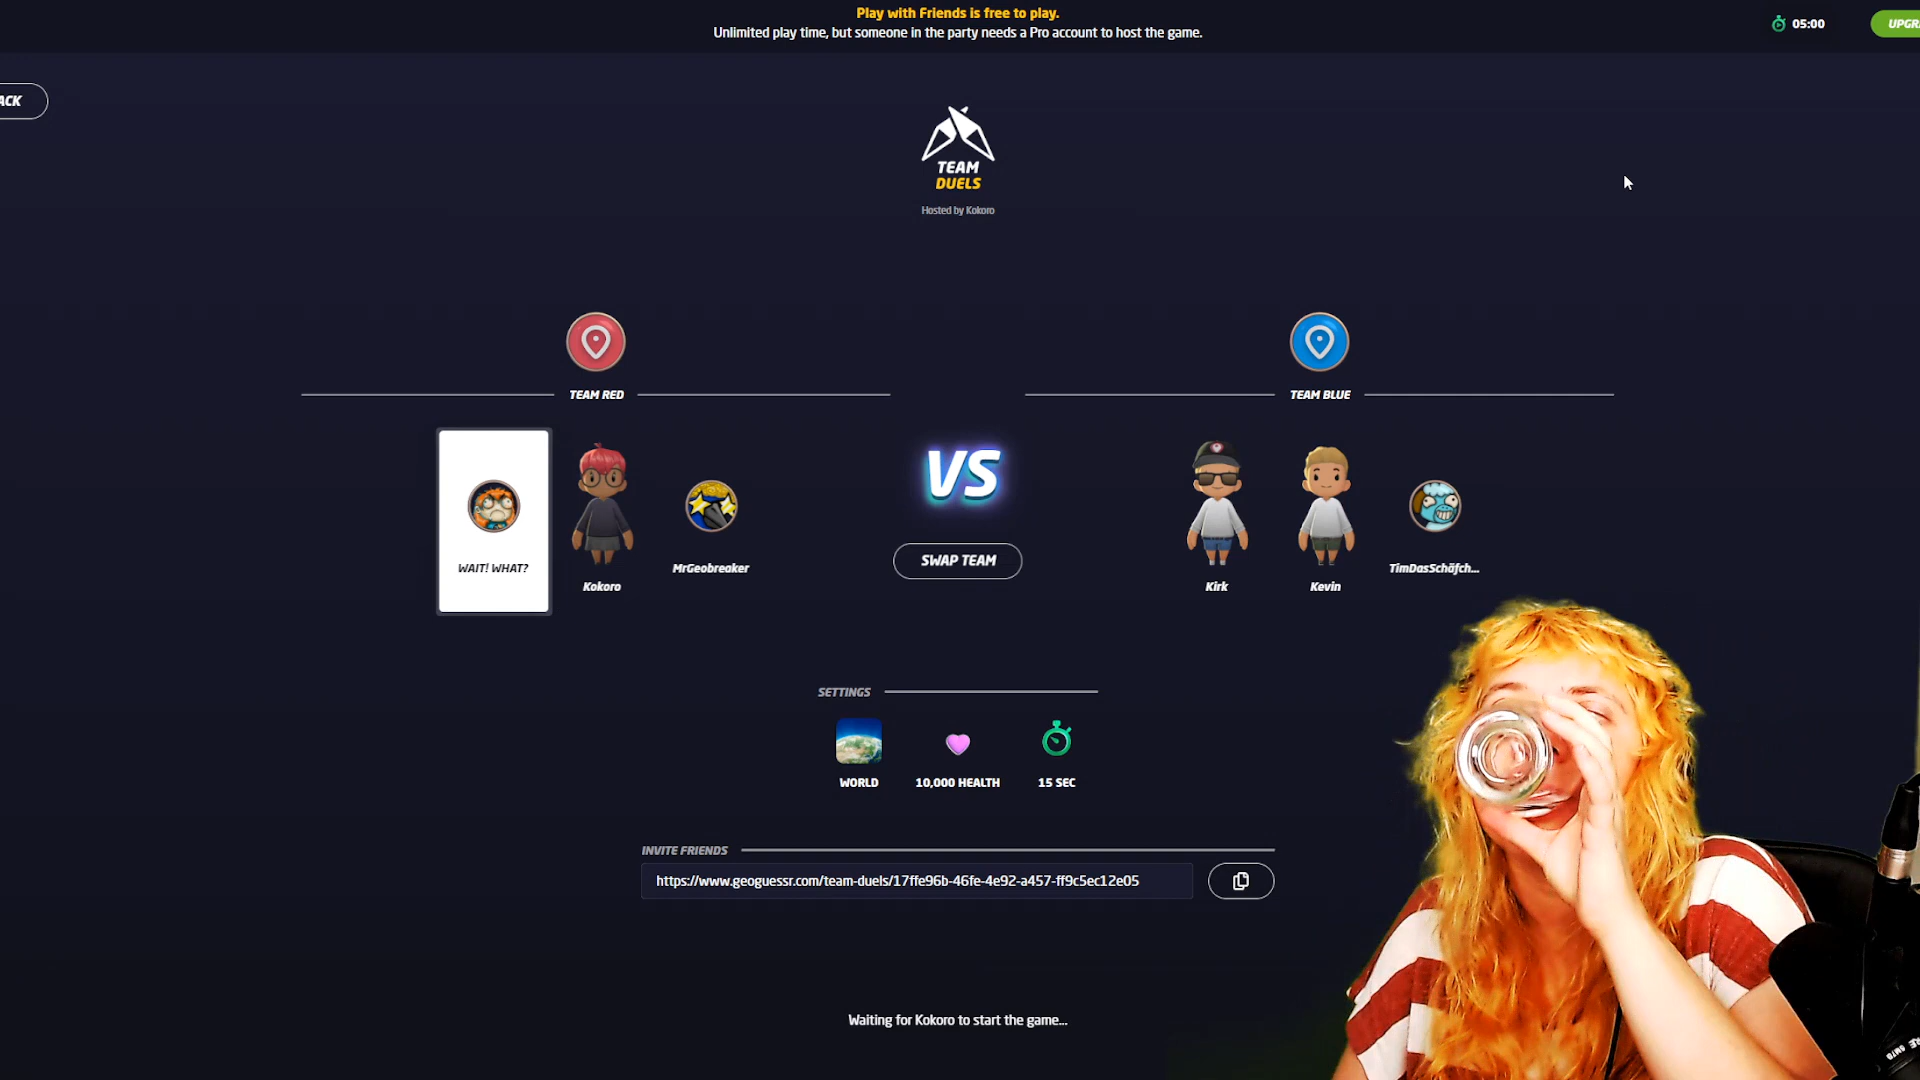 Play with Friends is free to play.
Unlimited play time, but someone in the party needs a Pro account to host the game.
05:00
UPGR
ACK
TEAM
DUELS
Hosted by Kokoro
TEAM RED
TEAM BLUE
VS
SWAP TEAM
WAIT! WHAT?
Kokoro
MrGeobreaker
Kirk
Kevin
TimDasSchäfch...
SETTINGS
WORLD
10,000 HEALTH
15 SEC
INVITE FRIENDS
https://www.geoguessr.com/team-duels/17ffe96b-46fe-4e92-a457-ff9c5ec12e05
Waiting for Kokoro to start the game...